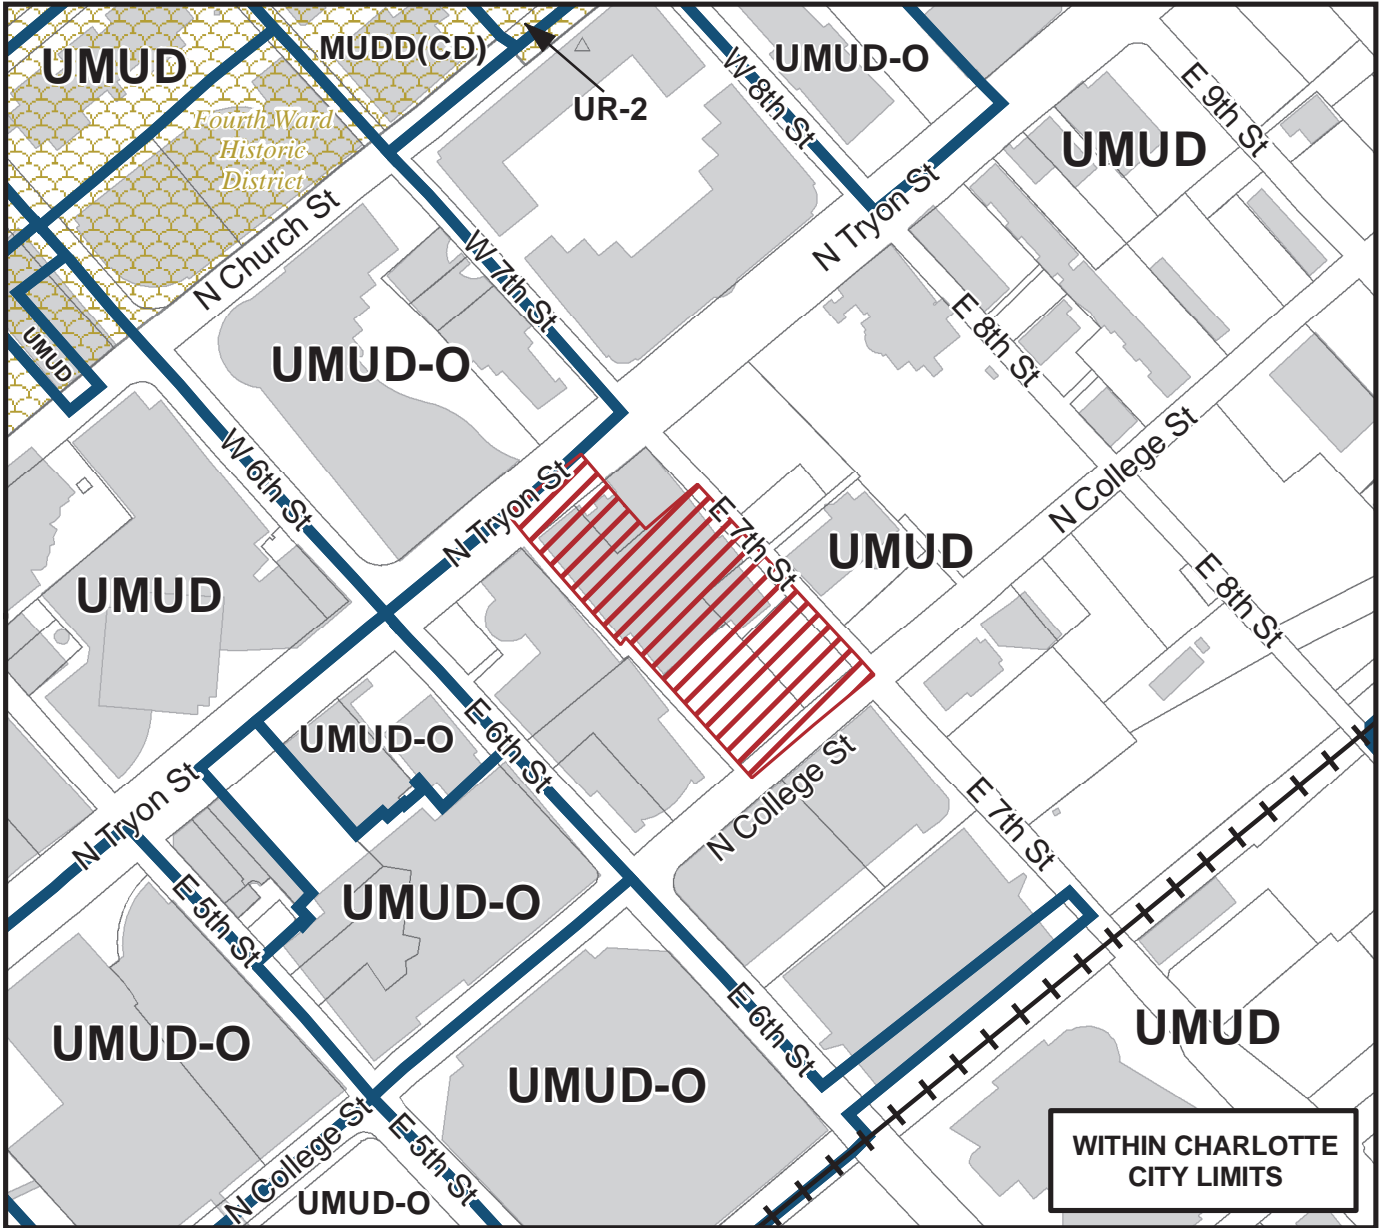 UMUD
MUDD(CD)
UMUD-O
UR-2
W 8th St
E 9th St
UMUD
Fourth Ward
Historic
District
N Church St
N Tryon St
W 7th St
E 8th St
UMUD
UMUD-O
W 6th St
N Tryon St
N College St
E 7th St
UMUD
UMUD
E 8th St
UMUD-O
E 6th St
N Tryon St
N College St
E 7th St
E 5th St
UMUD-O
UMUD-O
E 6th St
UMUD
UMUD-O
N College St
E 5th St
UMUD-O
WITHIN CHARLOTTE
CITY LIMITS